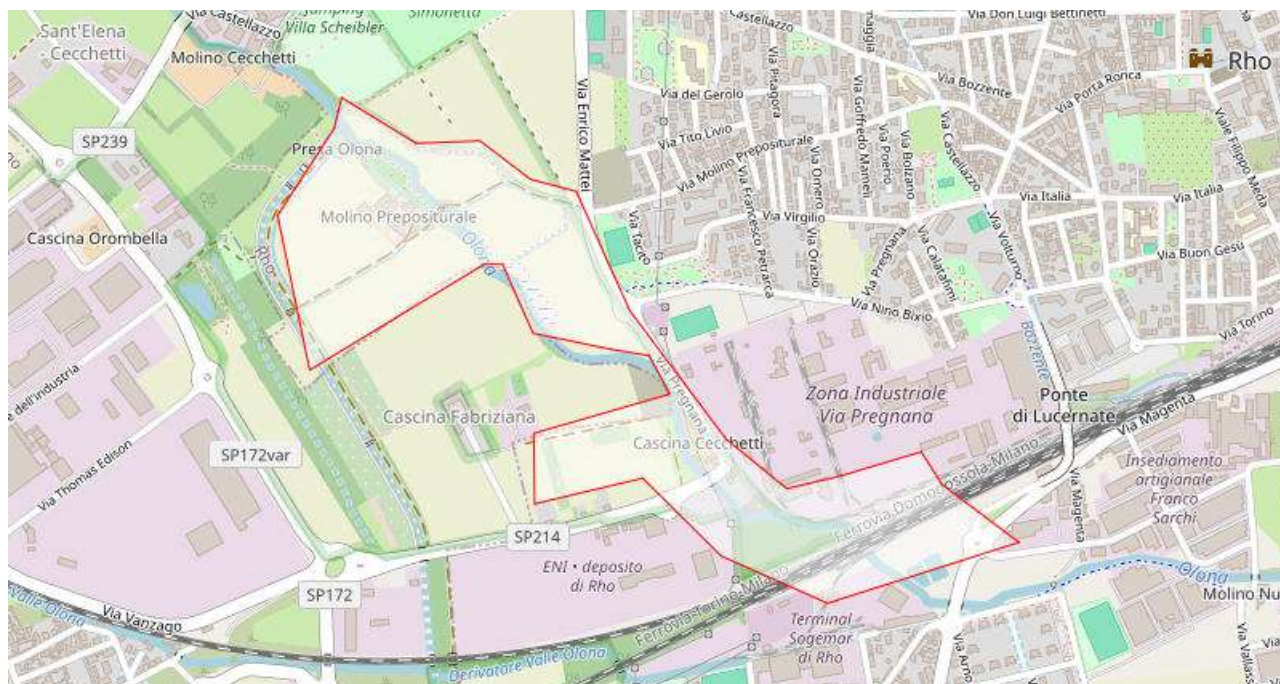 Via Castellazzo
Jumping
Villa Scheibler
Simonetta
Castellazzo
Via Don Luigi Bettinetti
Sant'Elena
- Cecchetti
Molino Cecchetti
Rho
Via Enrico Mattei
Via Pitagora
Via Bozzente
Via Porta Ronca
Via del Gerolo
Via Goffredo Mameli
Viale Filippo Meda
SP239
Presa Olona
Via Tito Livio
Via Poerio
Via Bolzano
Via Castellazzo
Via Molino Prepositurale
Via Omero
Via Francesco Petrarca
Via Italia
Via Italia
Molino Prepositurale
Via Virgilio
Via Tacito
Via Orazio
Via Pregnana
Via Calatafimi
Via Volturno
Cascina Orombella
Rho
Olona
Via Buon Gesù
Via Nino Bixio
Via Torino
Bozzente
e dell'industria
Via Pregnana
Zona Industriale
Via Pregnana
Ponte
di Lucernate
Via Magenta
Cascina Fabriziana
Cascina Cecchetti
SP172var
Via Thomas Edison
Insediamento
artigianale
Franco
Sarchi
Via Magenta
Ferrovia Domodossola-Milano
SP214
ENI • deposito
di Rho
SP172
Olona
Molino Nu
Valle Olona
Via Vanzago
Ferrovia Torino-Milano
Terminal
Sogemar
di Rho
Via Arno
Via Vallass
Derivatore Valle Olona